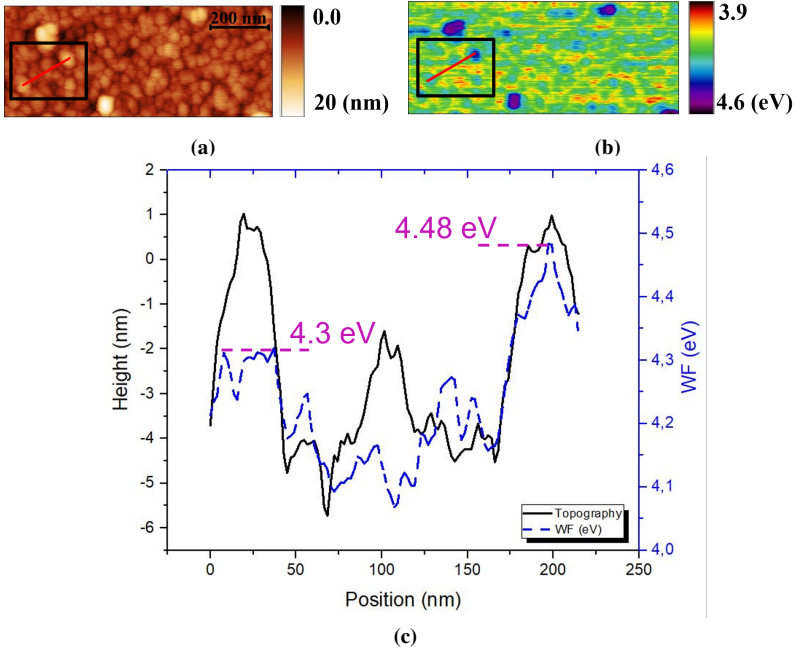 200 nm
0.0
20 (nm)
3.9
4.6 (eV)
(a)
(b)
2
1
0
-1
-2
-3
-4
-5
-6
Height (nm)
4,6
4,5
4,4
4,3
4,2
4,1
4,0
WF (eV)
4.48 eV
4.3 eV
Topography
WF (eV)
0
50
100
150
200
250
Position (nm)
(c)